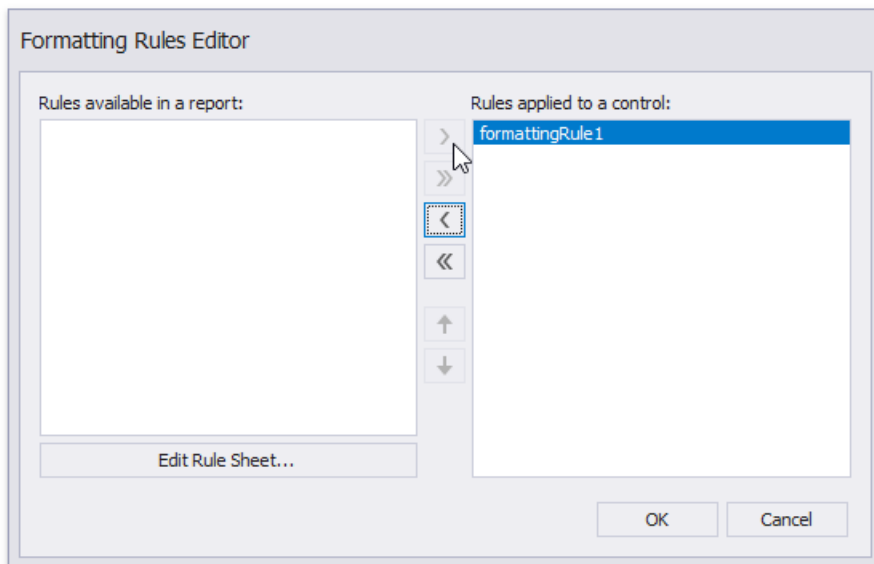 Formatting Rules Editor
Rules available in a report:
Rules applied to a control:
formattingRule1
Edit Rule Sheet...
OK
Cancel